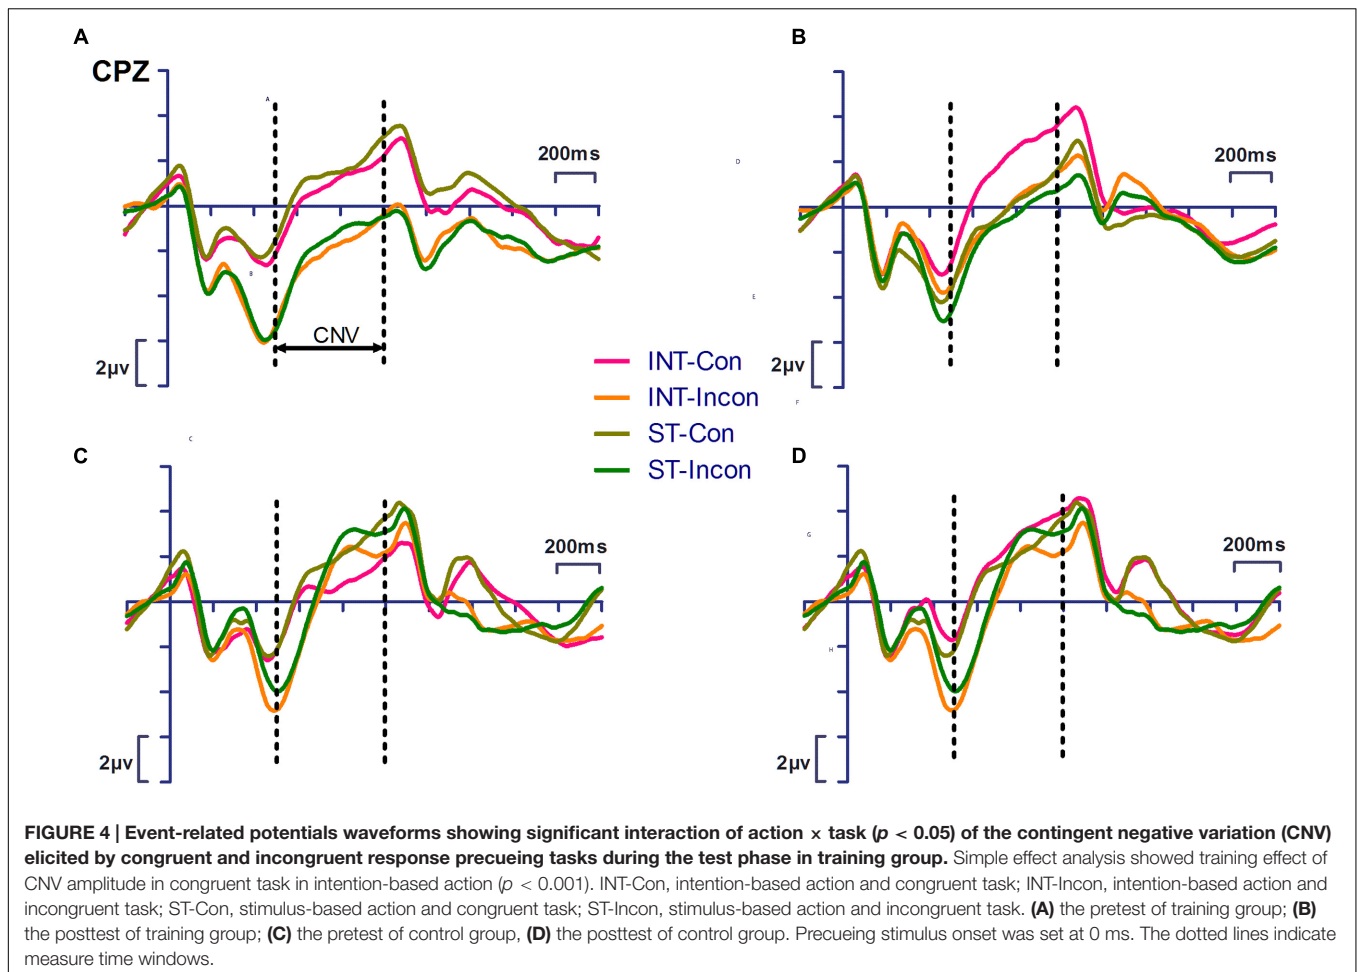 A
B
CPZ
A
200ms
200ms
D
B
E
CNV
2µv
2µv
INT-Con
INT-Incon
F
ST-Con
C
ST-Incon
C
D
G
200ms
200ms
H
2µv
2µv
FIGURE 4 | Event-related potentials waveforms showing significant interaction of action × task (p < 0.05) of the contingent negative variation (CNV)
elicited by congruent and incongruent response precueing tasks during the test phase in training group. Simple effect analysis showed training effect of
CNV amplitude in congruent task in intention-based action (p < 0.001). INT-Con, intention-based action and congruent task; INT-Incon, intention-based action and
incongruent task; ST-Con, stimulus-based action and congruent task; ST-Incon, stimulus-based action and incongruent task. (A) the pretest of training group; (B)
the posttest of training group; (C) the pretest of control group, (D) the posttest of control group. Precueing stimulus onset was set at 0 ms. The dotted lines indicate
measure time windows.